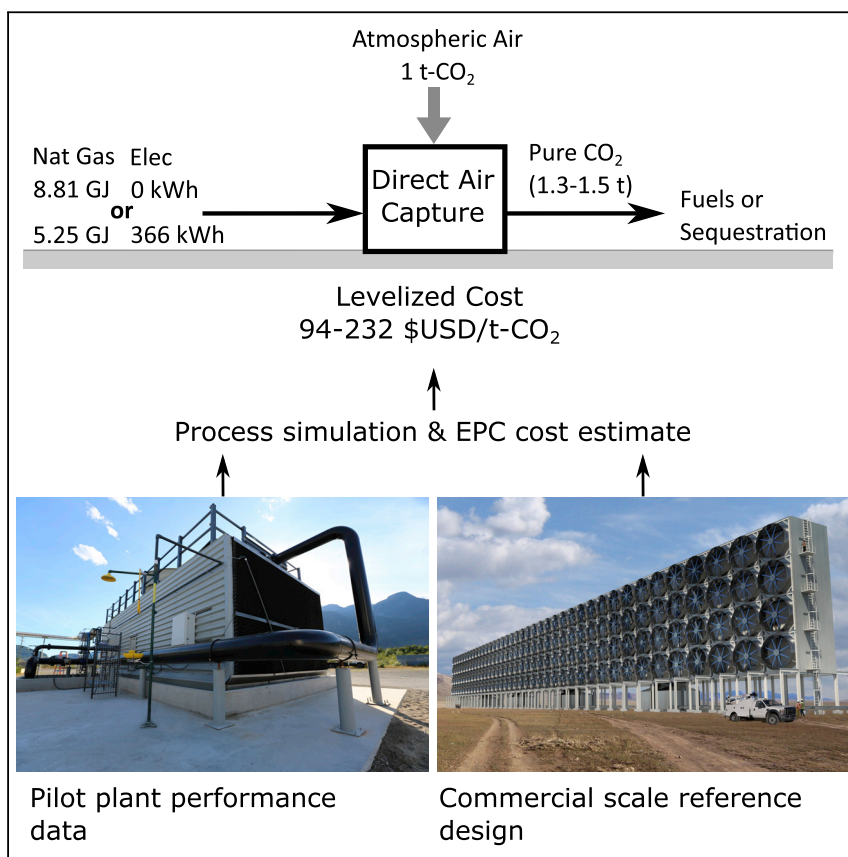 Atmospheric Air
1 t-CO₂
Nat Gas Elec
8.81 GJ 0 kWh
or
5.25 GJ 366 kWh
Direct Air
Capture
Pure CO₂
(1.3-1.5 t)
Fuels or
Sequestration
Levelized Cost
94-232 $USD/t-CO₂
Process simulation & EPC cost estimate
Pilot plant performance
data
Commercial scale reference
design